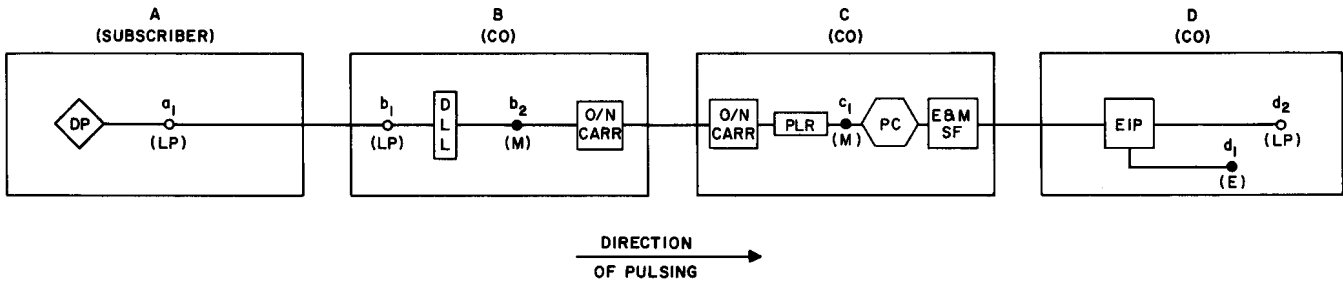 A
(SUBSCRIBER)
B
(CO)
C
(CO)
D
(CO)
DP
a1
(LP)
b1
(LP)
D
L
L
b2
(M)
O/N
CARR
O/N
CARR
PLR
c1
(M)
PC
E&M
SF
EIP
d2
(LP)
d1
(E)
DIRECTION
OF PULSING